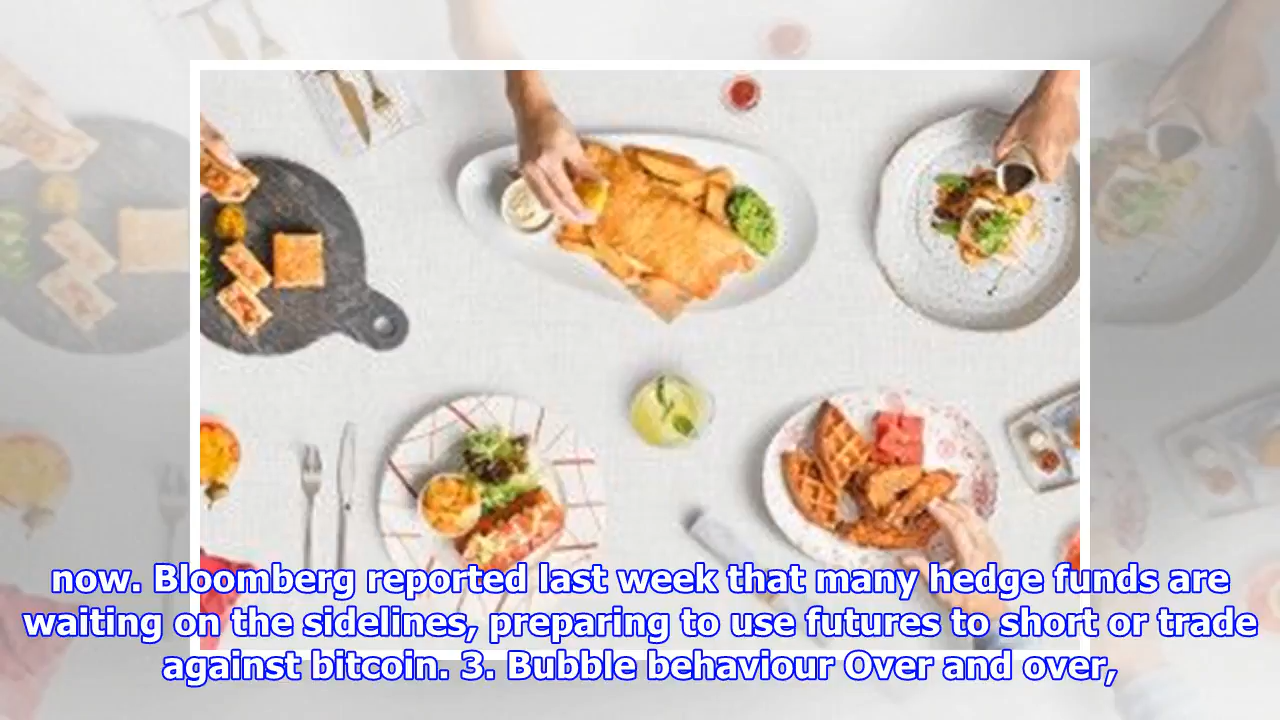 now. Bloomberg reported last week that many hedge funds are
waiting on the sidelines, preparing to use futures to short or trade
against bitcoin. 3. Bubble behaviour Over and over,